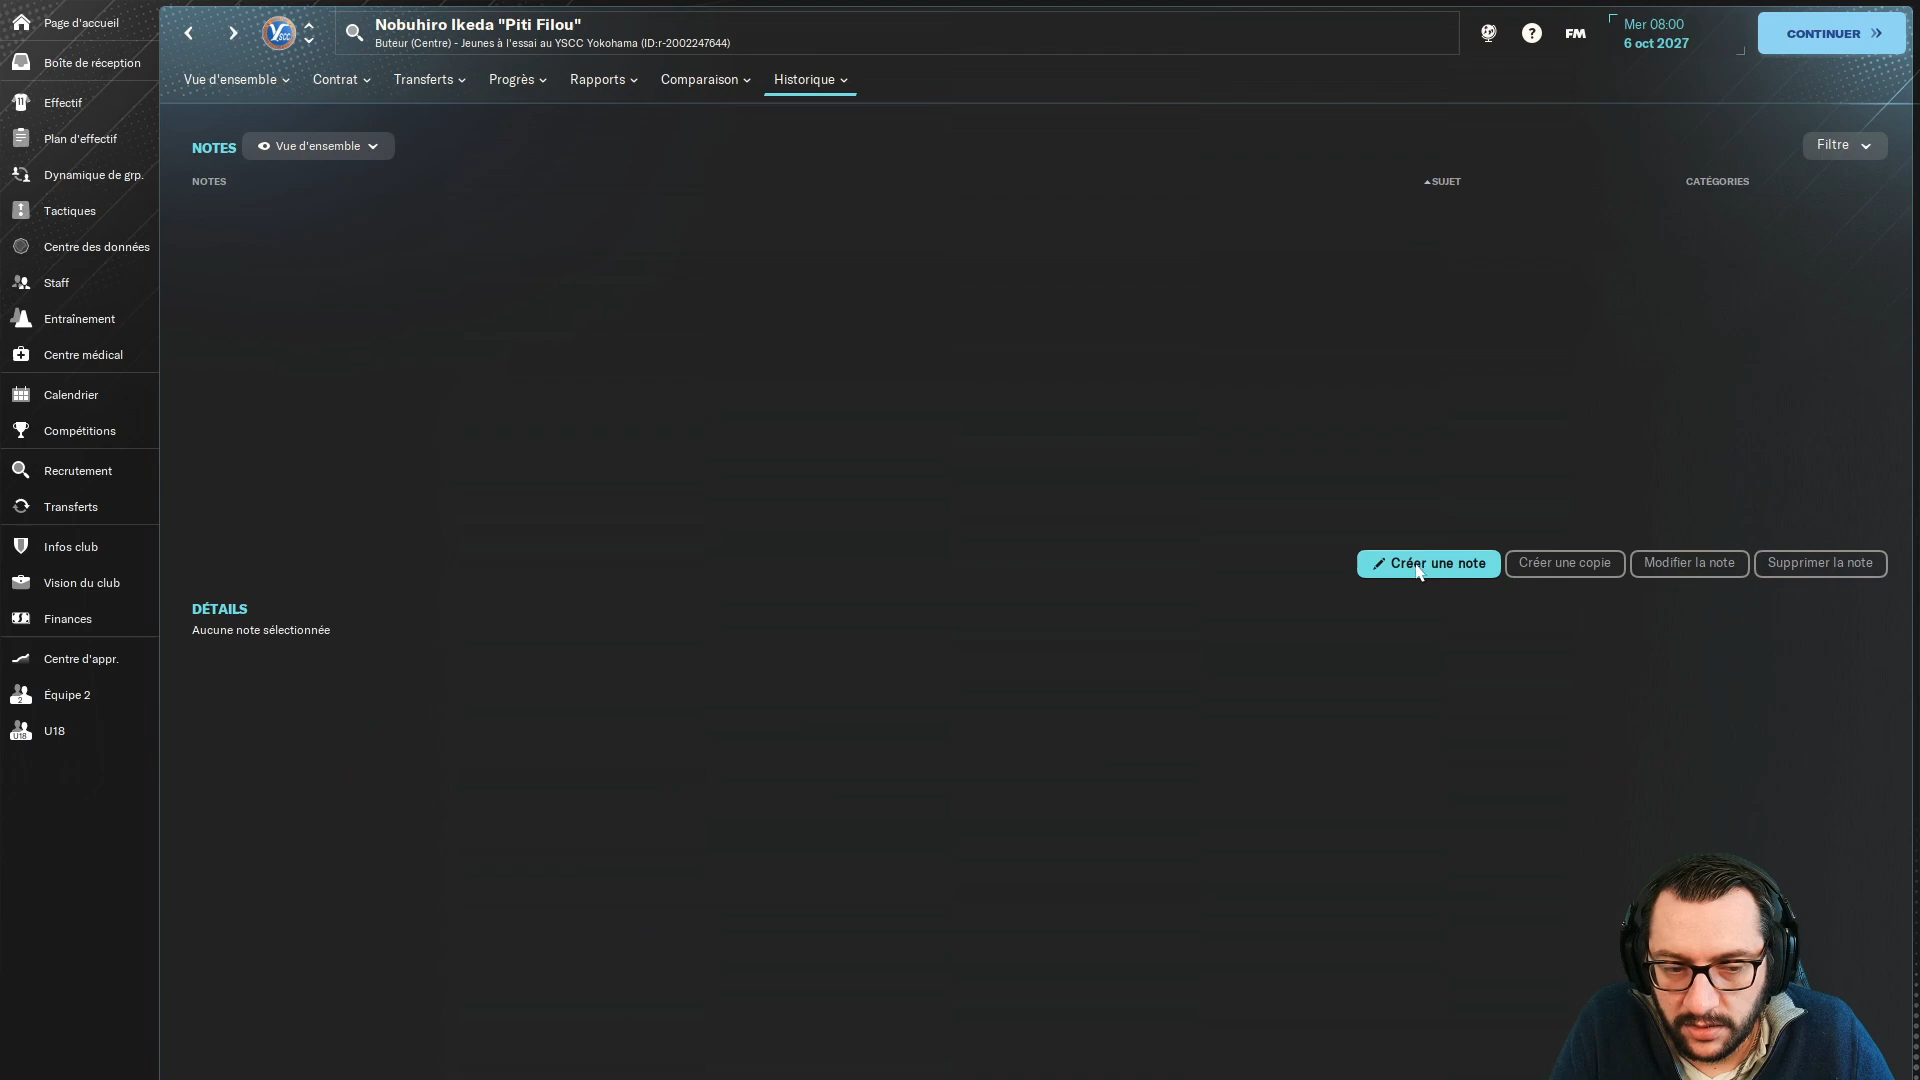 Page d'accueil
Boîte de réception
Effectif
Plan d'effectif
Dynamique de grp.
Tactiques
Centre des données
Staff
Entraînement
Centre médical
Calendrier
Compétitions
Recrutement
Transferts
Infos club
Vision du club
Finances
Centre d'appr.
2
Équipe 2
U18
U18
YSCC
Nobuhiro Ikeda "Piti Filou"
Buteur (Centre) - Jeunes à l'essai au YSCC Yokohama (ID:r-2002247644)
?
FM
Mer 08:00
6 oct 2027
CONTINUER
Vue d'ensemble
Contrat
Transferts
Progrès
Rapports
Comparaison
Historique
NOTES
Vue d'ensemble
Filtre
NOTES
SUJET
CATÉGORIES
Créer une note
Créer une copie
Modifier la note
Supprimer la note
DÉTAILS
Aucune note sélectionnée